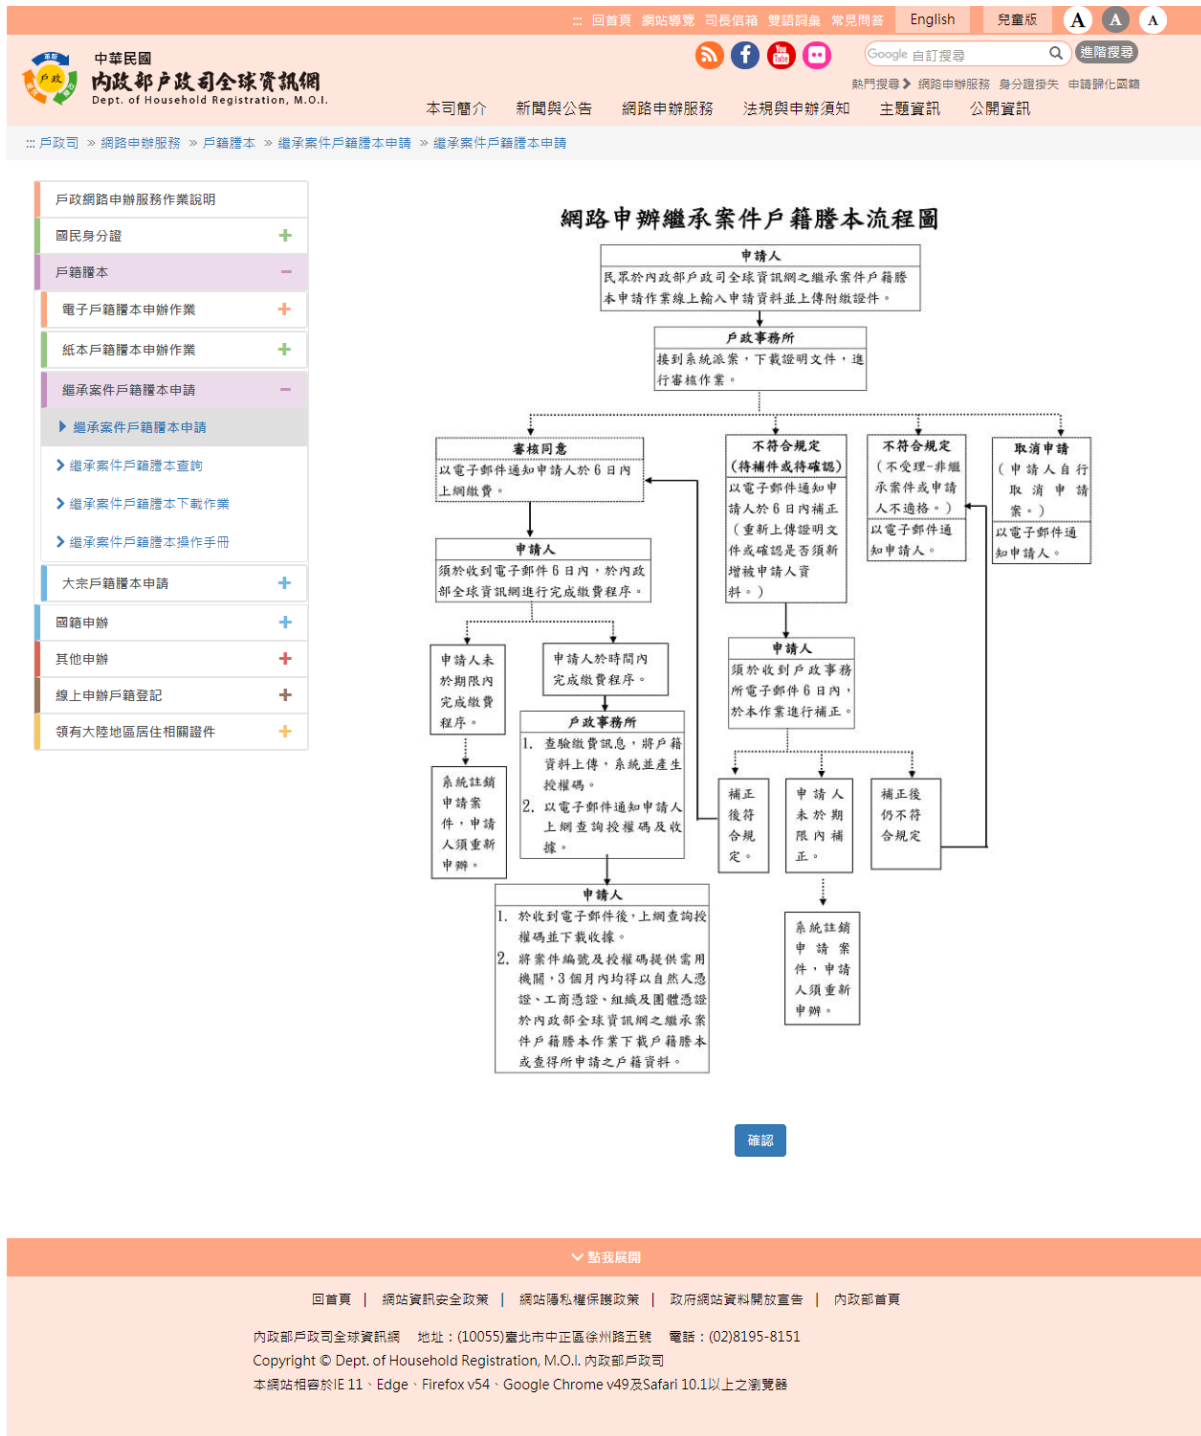 ::: 回首頁 網站導覽 司長信箱 雙語詞彙 常見問答 English 兒童版 A A A
中華民國
內政部戶政司全球資訊網
Dept. of Household Registration, M.O.I.
戶政
You Tube
Google 自訂搜尋 進階搜尋
熱門搜尋 網路申辦服務 身分證掛失 申請歸化國籍
本司簡介 新聞與公告 網路申辦服務 法規與申辦須知 主題資訊 公開資訊
::: 戶政司 » 網路申辦服務 » 戶籍謄本 » 繼承案件戶籍謄本申請 » 繼承案件戶籍謄本申請
戶政網路申辦服務作業說明
國民身分證 +
戶籍謄本 −
電子戶籍謄本申辦作業 +
紙本戶籍謄本申辦作業 +
繼承案件戶籍謄本申請 −
繼承案件戶籍謄本申請
繼承案件戶籍謄本查詢
繼承案件戶籍謄本下載作業
繼承案件戶籍謄本操作手冊
大宗戶籍謄本申請 +
國籍申辦 +
其他申辦 +
線上申辦戶籍登記 +
領有大陸地區居住相關證件 +
網路申辦繼承案件戶籍謄本流程圖
申請人
民眾於內政部戶政司全球資訊網之繼承案件戶籍謄
本申請作業線上輸入申請資料並上傳附繳證件。
戶政事務所
接到系統派案，下載證明文件，進
行審核作業。
審核同意
以電子郵件通知申請人於 6 日內
上網繳費。
申請人
須於收到電子郵件 6 日內，於內政
部全球資訊網進行完成繳費程序。
申請人未
於期限內
完成繳費
程序。
系統註銷
申請案
件，申請
人須重新
申辦。
申請人於時間內
完成繳費程序。
戶政事務所
1. 查驗繳費訊息，將戶籍
資料上傳，系統並產生
授權碼。
2. 以電子郵件通知申請人
上網查詢授權碼及收
據。
申請人
1. 於收到電子郵件後，上網查詢授
權碼並下載收據。
2. 將案件編號及授權碼提供需用
機關，3 個月內均得以自然人憑
證、工商憑證、組織及團體憑證
於內政部全球資訊網之繼承案
件戶籍謄本作業下載戶籍謄本
或查得所申請之戶籍資料。
不符合規定
(待補件或待確認)
以電子郵件通知申
請人於 6 日內補正
（重新上傳證明文
件或確認是否須新
增被申請人資
料。）
申請人
須於收到戶政事務
所電子郵件 6 日內，
於本作業進行補正。
補正
後符
合規
定。
申請人
未於期
限內補
正。
系統註銷
申請案
件，申請
人須重新
申辦。
補正後
仍不符
合規定
不符合規定
（不受理-非繼
承案件或申請
人不適格。）
以電子郵件通
知申請人。
取消申請
（申請人自行
取消申請
案。）
以電子郵件通
知申請人。
確認
點我展開
回首頁 | 網站資訊安全政策 | 網站隱私權保護政策 | 政府網站資料開放宣告 | 內政部首頁
內政部戶政司全球資訊網 地址：(10055)臺北市中正區徐州路五號 電話：(02)8195-8151
Copyright © Dept. of Household Registration, M.O.I. 內政部戶政司
本網站相容於IE 11、Edge、Firefox v54、Google Chrome v49及Safari 10.1以上之瀏覽器